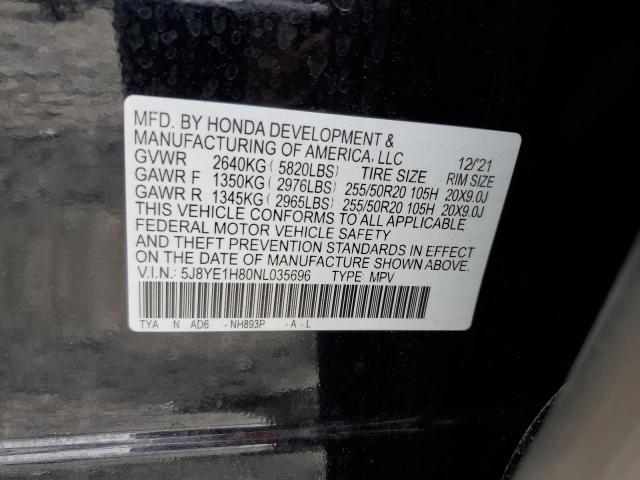 MFD. BY HONDA DEVELOPMENT &
MANUFACTURING OF AMERICA, LLC 12/21
GVWR 2640KG ( 5820LBS) TIRE SIZE RIM SIZE
GAWR F 1350KG ( 2976LBS) 255/50R20 105H 20X9.0J
GAWR R 1345KG ( 2965LBS) 255/50R20 105H 20X9.0J
THIS VEHICLE CONFORMS TO ALL APPLICABLE
FEDERAL MOTOR VEHICLE SAFETY
AND THEFT PREVENTION STANDARDS IN EFFECT
ON THE DATE OF MANUFACTURE SHOWN ABOVE.
V.I.N.: 5J8YE1H80NL035696 TYPE: MPV
TYA N AD6 - NH893P - A - L